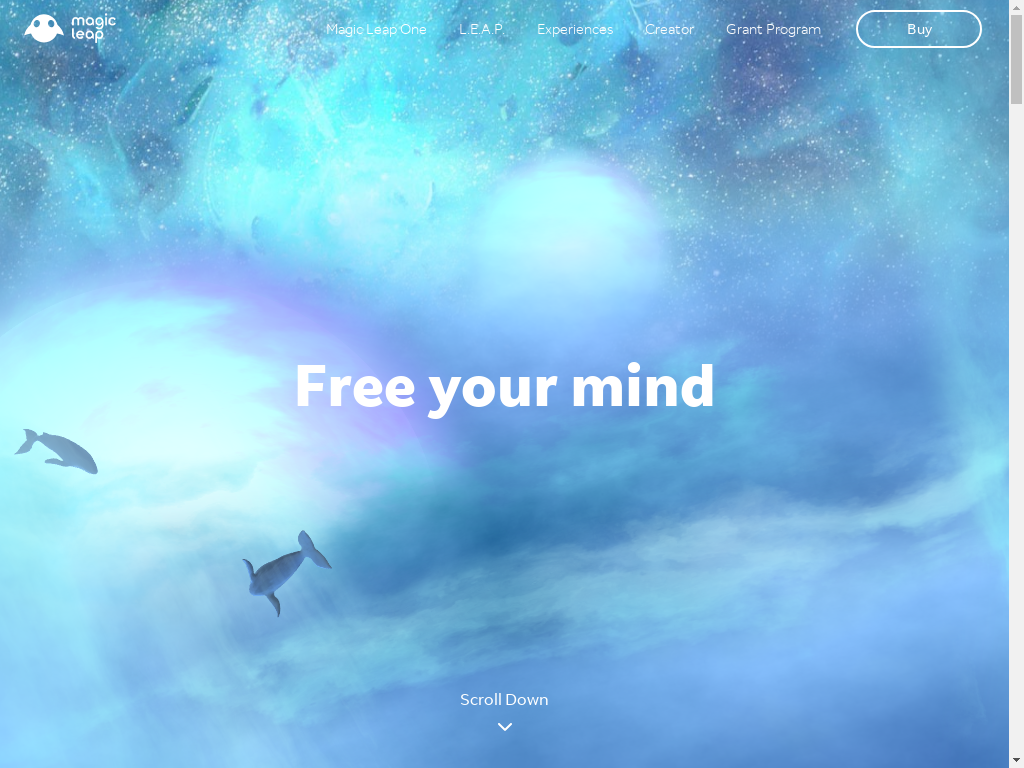 magic
leap
Magic Leap One
L.E.A.P.
Experiences
Creator
Grant Program
Buy
Free your mind
Scroll Down